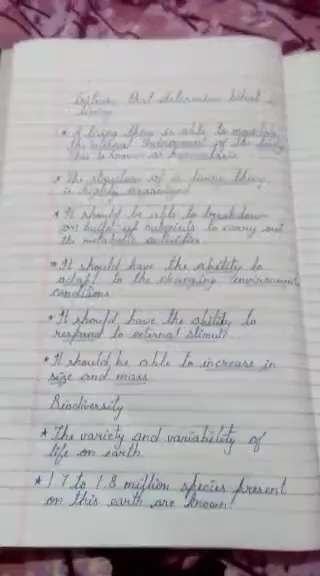 that determine what is
living
* A living thing is able to maintain
the internal environment of the body
this is known as homeostasis
* The structure of a living thing
is highly organised
* It should be able to breakdown
or build up nutrients to carry out
the metabolic
* It should have the ability to
adapt to the changing environment
conditions
* It should have the ability to
respond to external stimuli
* It should be able to increase in
size and mass
Biodiversity
* The variety and variability of
life on earth
* 1.7 to 1.8 million species present
on this earth are known